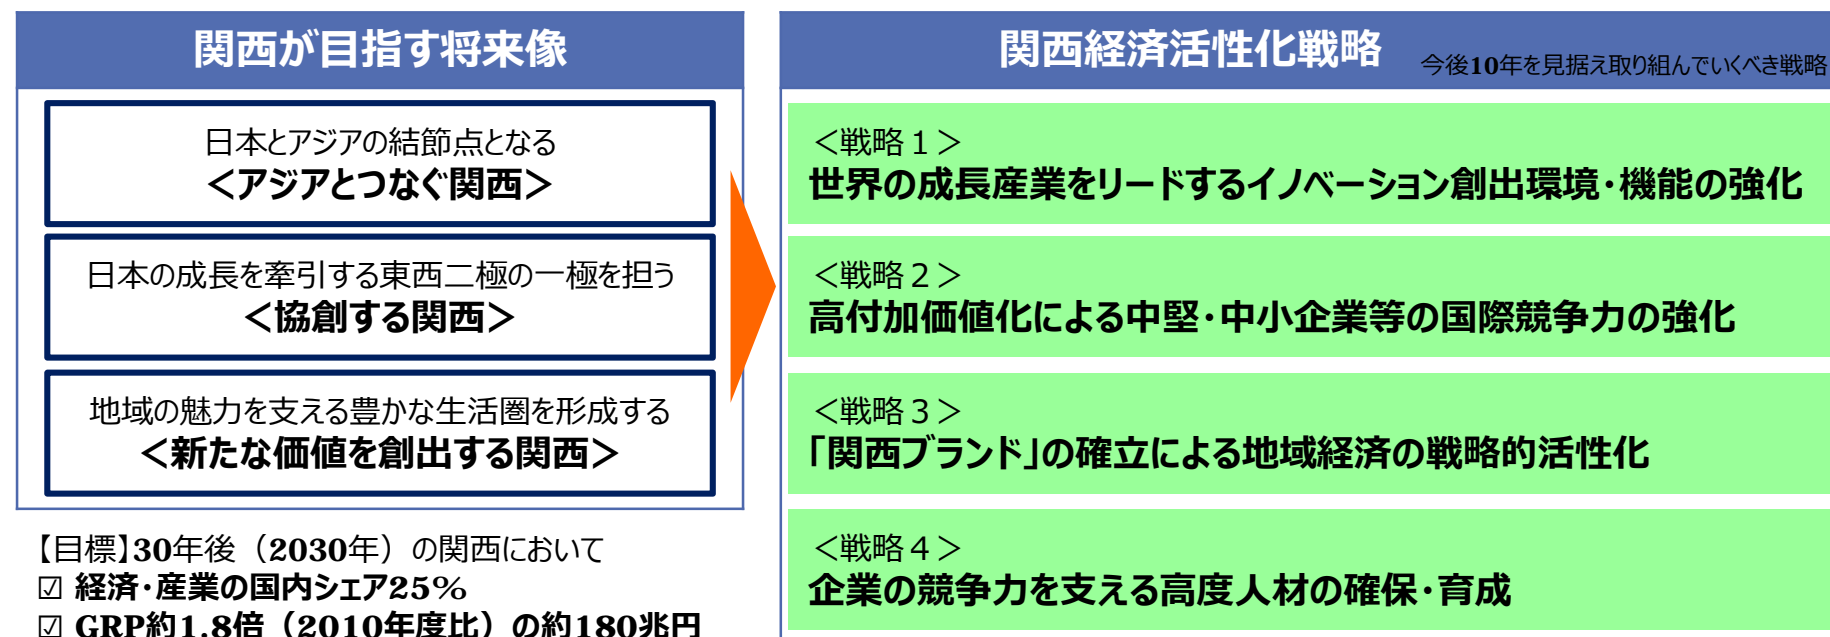 関西が目指す将来像
日本とアジアの結節点となる
＜アジアとつなぐ関西＞
日本の成長を牽引する東西二極の一極を担う
＜協創する関西＞
地域の魅力を支える豊かな生活圏を形成する
＜新たな価値を創出する関西＞
【目標】30年後（2030年）の関西において
☑ 経済・産業の国内シェア25%
☑ GRP約1.8倍（2010年度比）の約180兆円
関西経済活性化戦略
今後10年を見据え取り組んでいくべき戦略
＜戦略１＞
世界の成長産業をリードするイノベーション創出環境・機能の強化
＜戦略２＞
高付加価値化による中堅・中小企業等の国際競争力の強化
＜戦略３＞
「関西ブランド」の確立による地域経済の戦略的活性化
＜戦略４＞
企業の競争力を支える高度人材の確保・育成